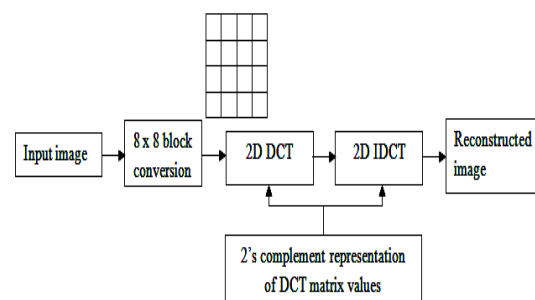 Input image
8 x 8 block
conversion
2D DCT
2D IDCT
Reconstructed
image
2's complement representation
of DCT matrix values